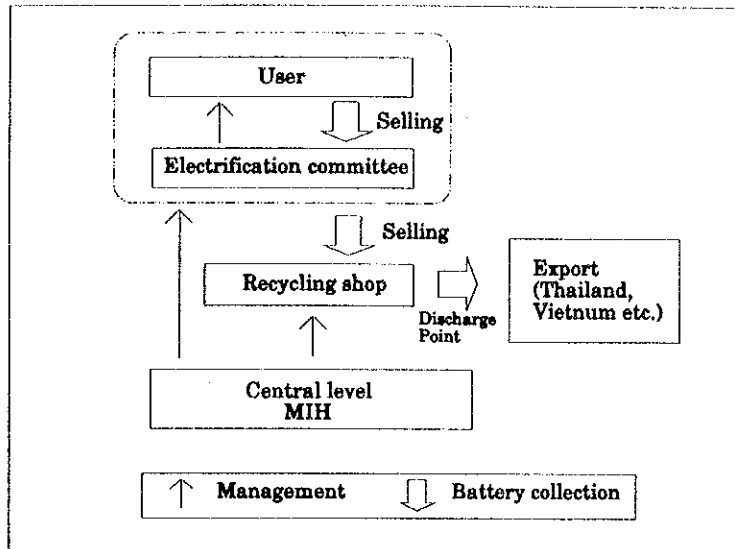 User
Selling
Electrification committee
Selling
Recycling shop
Discharge
Point
Export
(Thailand,
Vietnum etc.)
Central level
MIH
Management
Battery collection